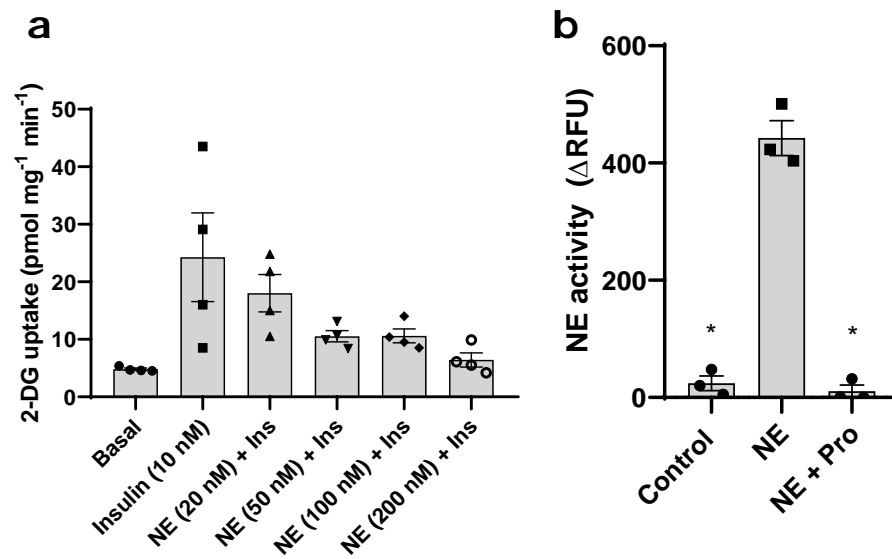 a
2-DG uptake (pmol mg⁻¹ min⁻¹)
50
40
30
20
10
0
Basal
Insulin (10 nM)
NE (20 nM) + Ins
NE (50 nM) + Ins
NE (100 nM) + Ins
NE (200 nM) + Ins
b
NE activity (△RFU)
600
400
200
0
*
*
Control
NE
NE + Pro